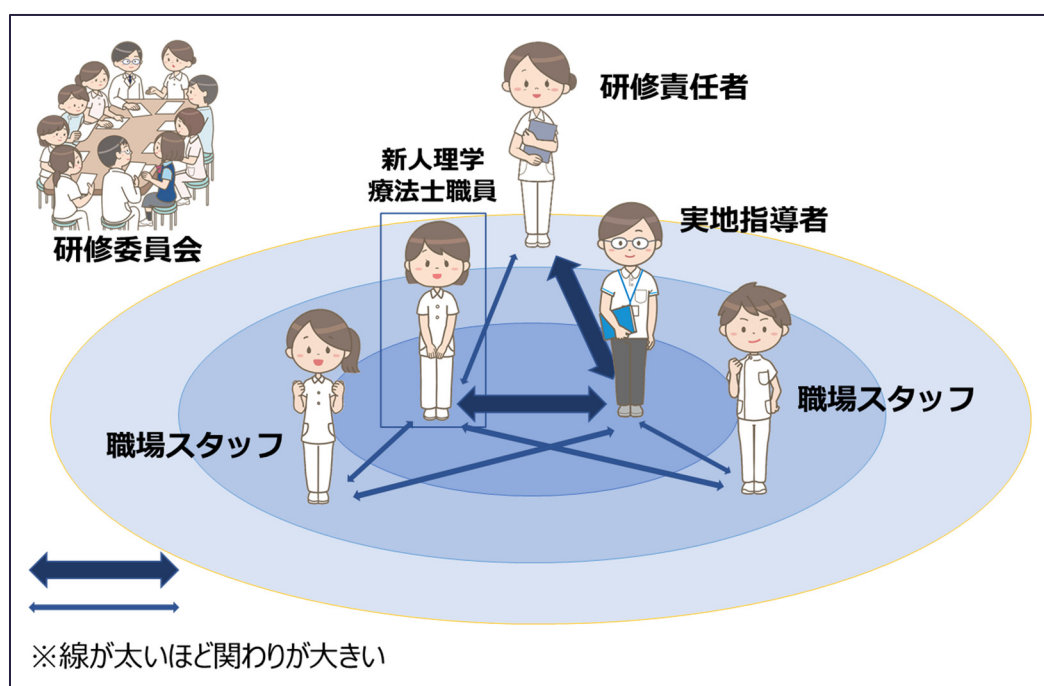 研修責任者
新人理学
療法士職員
実地指導者
研修委員会
職場スタッフ
職場スタッフ
※線が太いほど関わりが大きい